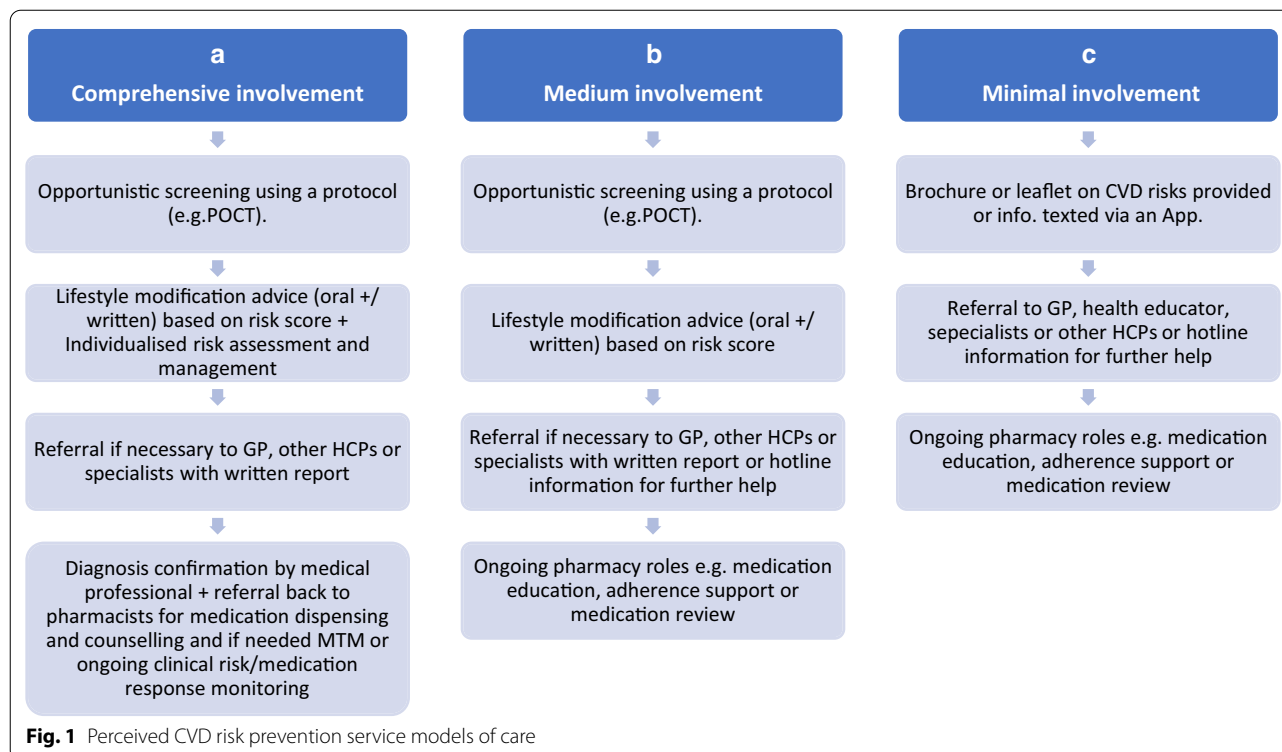 a
Comprehensive involvement
Opportunistic screening using a protocol
(e.g.POCT).
Lifestyle modification advice (oral +/
written) based on risk score +
Individualised risk assessment and
management
Referral if necessary to GP, other HCPs or
specialists with written report
Diagnosis confirmation by medical
professional + referral back to
pharmacists for medication dispensing
and counselling and if needed MTM or
ongoing clinical risk/medication
response monitoring
b
Medium involvement
Opportunistic screening using a protocol
(e.g.POCT).
Lifestyle modification advice (oral +/
written) based on risk score
Referral if necessary to GP, other HCPs or
specialists with written report or hotline
information for further help
Ongoing pharmacy roles e.g. medication
education, adherence support or
medication review
c
Minimal involvement
Brochure or leaflet on CVD risks provided
or info. texted via an App.
Referral to GP, health educator,
sepecialists or other HCPs or hotline
information for further help
Ongoing pharmacy roles e.g. medication
education, adherence support or
medication review
Fig. 1 Perceived CVD risk prevention service models of care